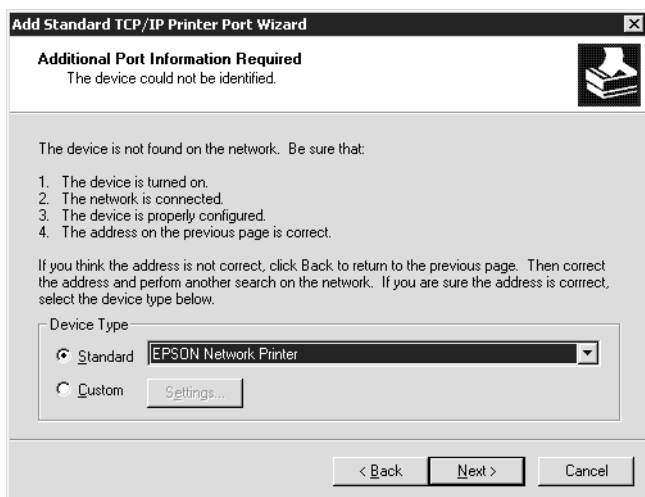 Add Standard TCP/IP Printer Port Wizard
Additional Port Information Required
The device could not be identified.
The device is not found on the network.  Be sure that:
1.  The device is turned on.
2.  The network is connected.
3.  The device is properly configured.
4.  The address on the previous page is correct.
If you think the address is not correct, click Back to return to the previous page.  Then correct
the address and perfom another search on the network.  If you are sure the address is corrrect,
select the device type below.
Device Type
Standard EPSON Network Printer
Custom Settings...
< Back Next > Cancel